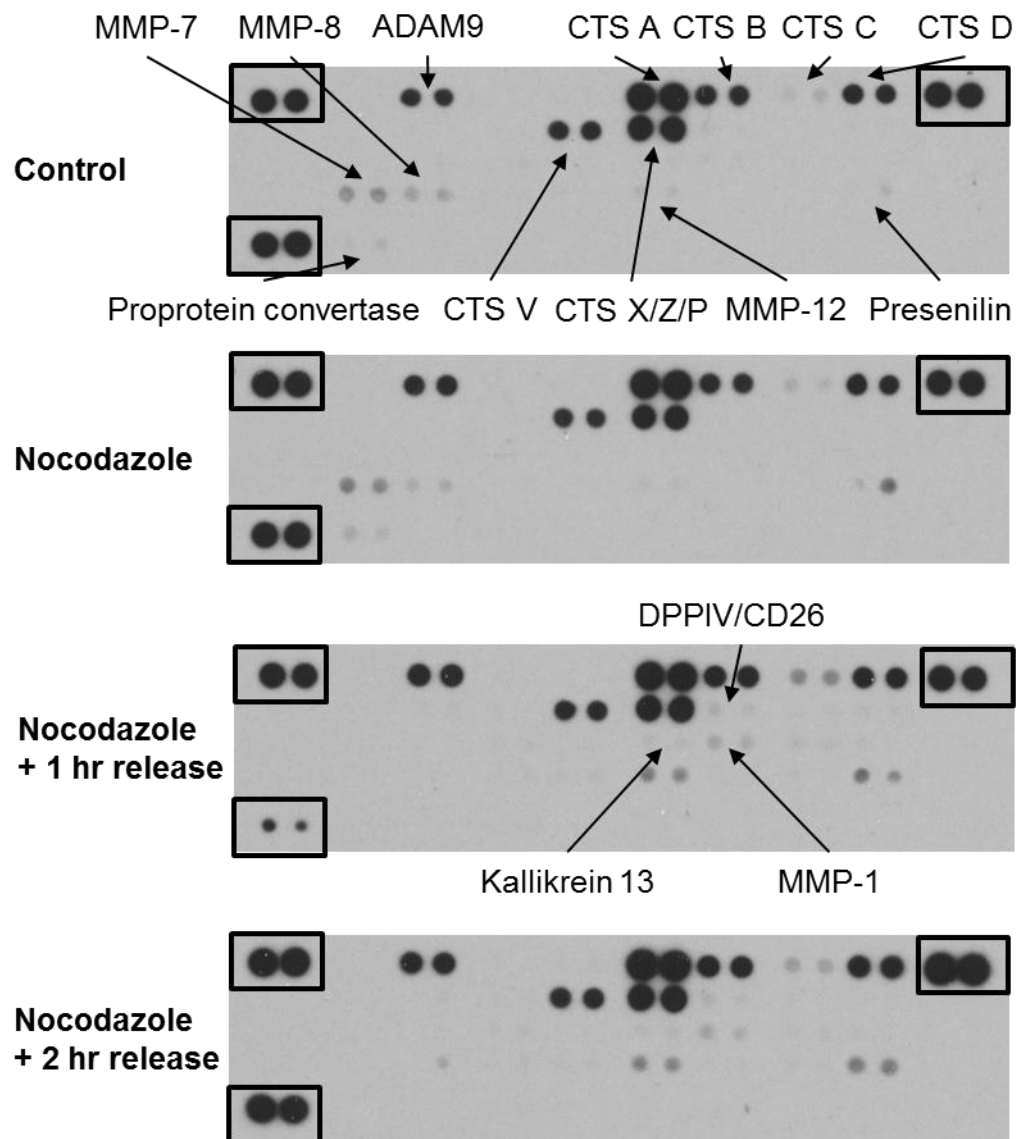 MMP-7 MMP-8 ADAM9 CTS A CTS B CTS C CTS D
Control
Proprotein convertase CTS V CTS X/Z/P MMP-12 Presenilin
Nocodazole
DPPIV/CD26
Nocodazole
+ 1 hr release
Kallikrein 13 MMP-1
Nocodazole
+ 2 hr release